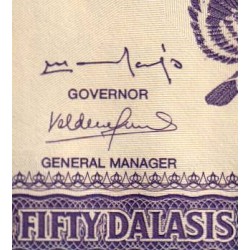 GOVERNOR
GENERAL MANAGER
FIFTY DALASIS